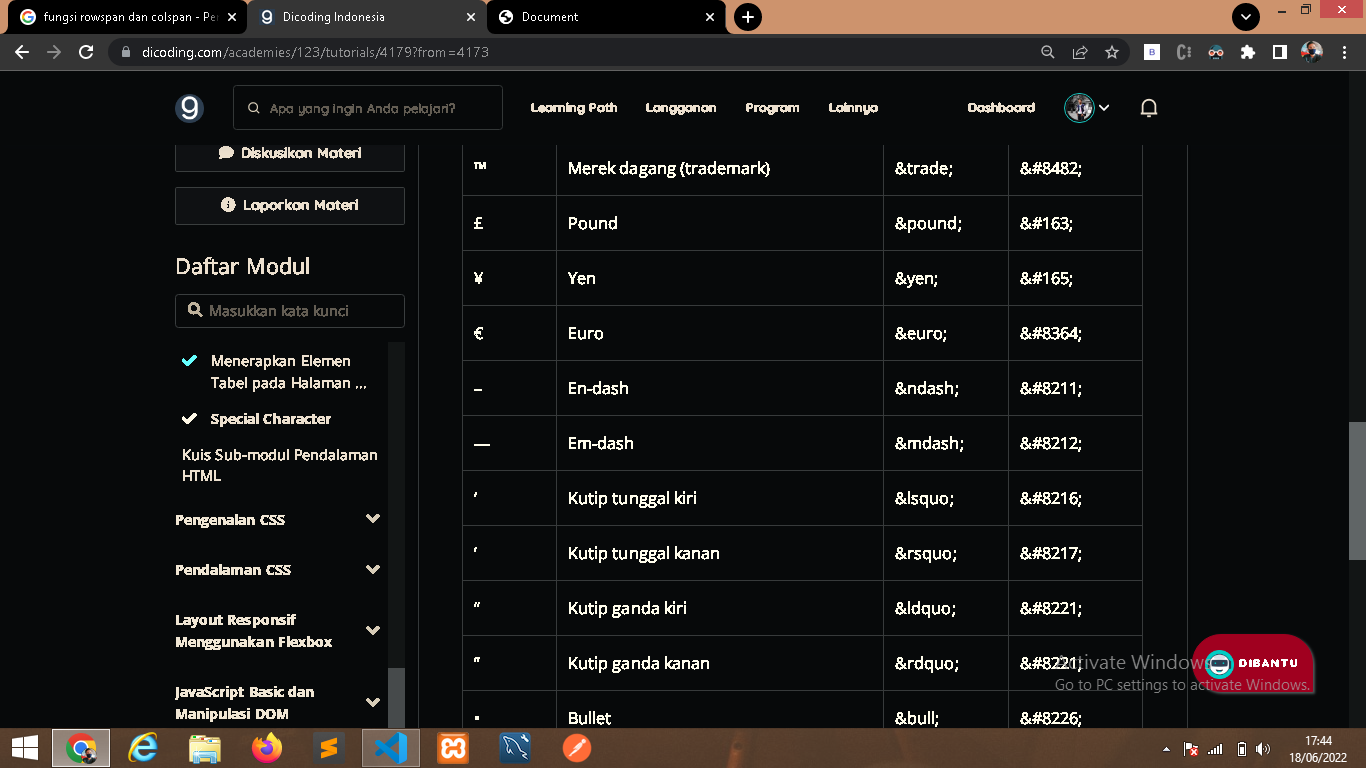 fungsi rowspan dan colspan - Pe
Dicoding Indonesia
Document
dicoding.com/academies/123/tutorials/4179?from=4173
Apa yang ingin Anda pelajari?
Learning Path
Langganan
Program
Lainnya
Dashboard
Diskusikan Materi
Laporkan Materi
Daftar Modul
Masukkan kata kunci
Menerapkan Elemen
Tabel pada Halaman ...
Special Character
Kuis Sub-modul Pendalaman
HTML
Pengenalan CSS
Pendalaman CSS
Layout Responsif
Menggunakan Flexbox
JavaScript Basic dan
Manipulasi DOM
™ Merek dagang (trademark) &trade; &#8482;
£ Pound &pound; &#163;
¥ Yen &yen; &#165;
€ Euro &euro; &#8364;
– En-dash &ndash; &#8211;
— Em-dash &mdash; &#8212;
‘ Kutip tunggal kiri &lsquo; &#8216;
’ Kutip tunggal kanan &rsquo; &#8217;
“ Kutip ganda kiri &ldquo; &#8221;
” Kutip ganda kanan &rdquo; &#8221;
• Bullet &bull; &#8226;
DIBANTU
Activate Windows
Go to PC settings to activate Windows.
17:44
18/06/2022